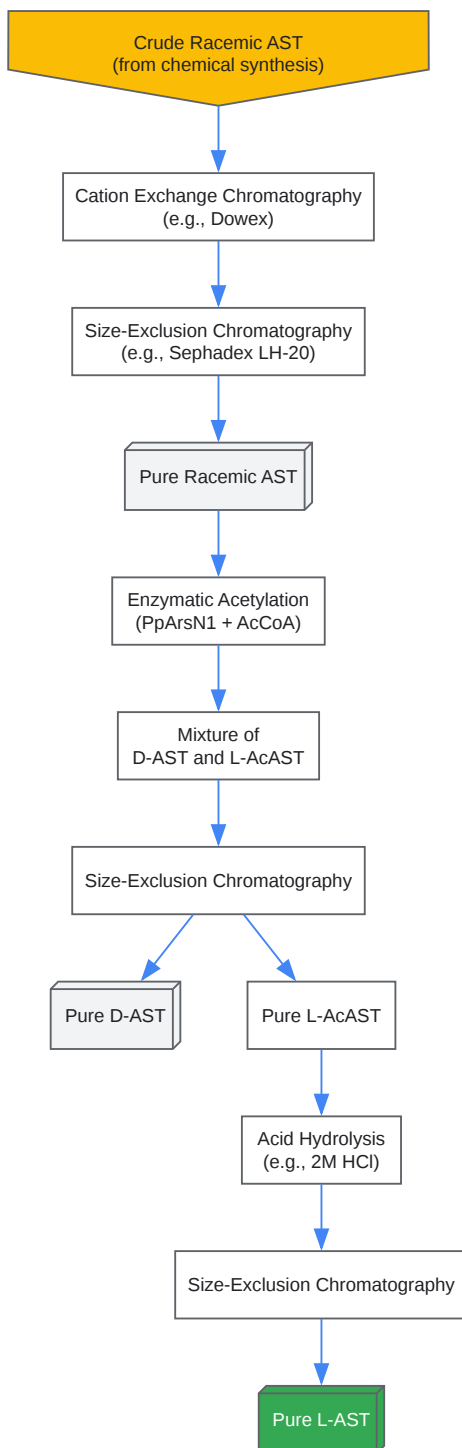 Crude Racemic AST
(from chemical synthesis)
Cation Exchange Chromatography
(e.g., Dowex)
Size-Exclusion Chromatography
(e.g., Sephadex LH-20)
Pure Racemic AST
Enzymatic Acetylation
(PpArsN1 + AcCoA)
Mixture of
D-AST and L-AcAST
Size-Exclusion Chromatography
Pure D-AST
Pure L-AcAST
Acid Hydrolysis
(e.g., 2M HCl)
Size-Exclusion Chromatography
Pure L-AST